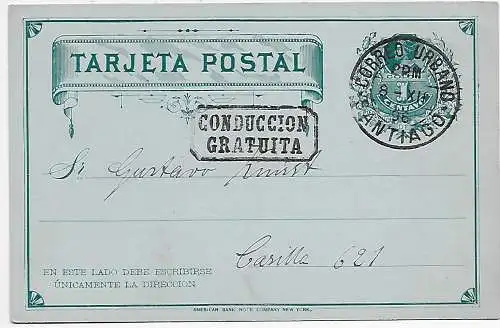 TARJETA POSTAL
CORREO URBANO
SANTIAGO
CONDUCCION
GRATUITA
Sr. Gustavo
Casilla 621
EN ESTE LADO DEBE ESCRIBIRSE
ÚNICAMENTE LA DIRECCION
AMERICAN BANK NOTE COMPANY NEW YORK.